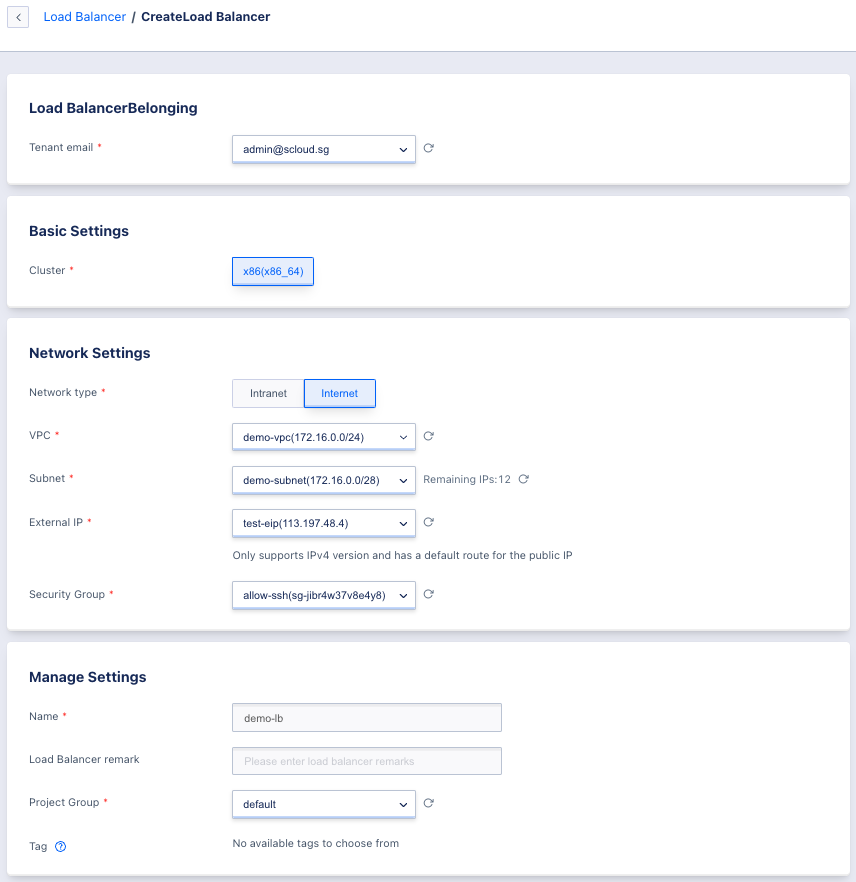 Load Balancer / CreateLoad Balancer
Load BalancerBelonging
Tenant email * admin@scloud.sg
Basic Settings
Cluster * x86(x86_64)
Network Settings
Network type * Intranet Internet
VPC * demo-vpc(172.16.0.0/24)
Subnet * demo-subnet(172.16.0.0/28) Remaining IPs:12
External IP * test-eip(113.197.48.4)
Only supports IPv4 version and has a default route for the public IP
Security Group * allow-ssh(sg-jibr4w37v8e4y8)
Manage Settings
Name * demo-lb
Load Balancer remark Please enter load balancer remarks
Project Group * default
Tag ? No available tags to choose from